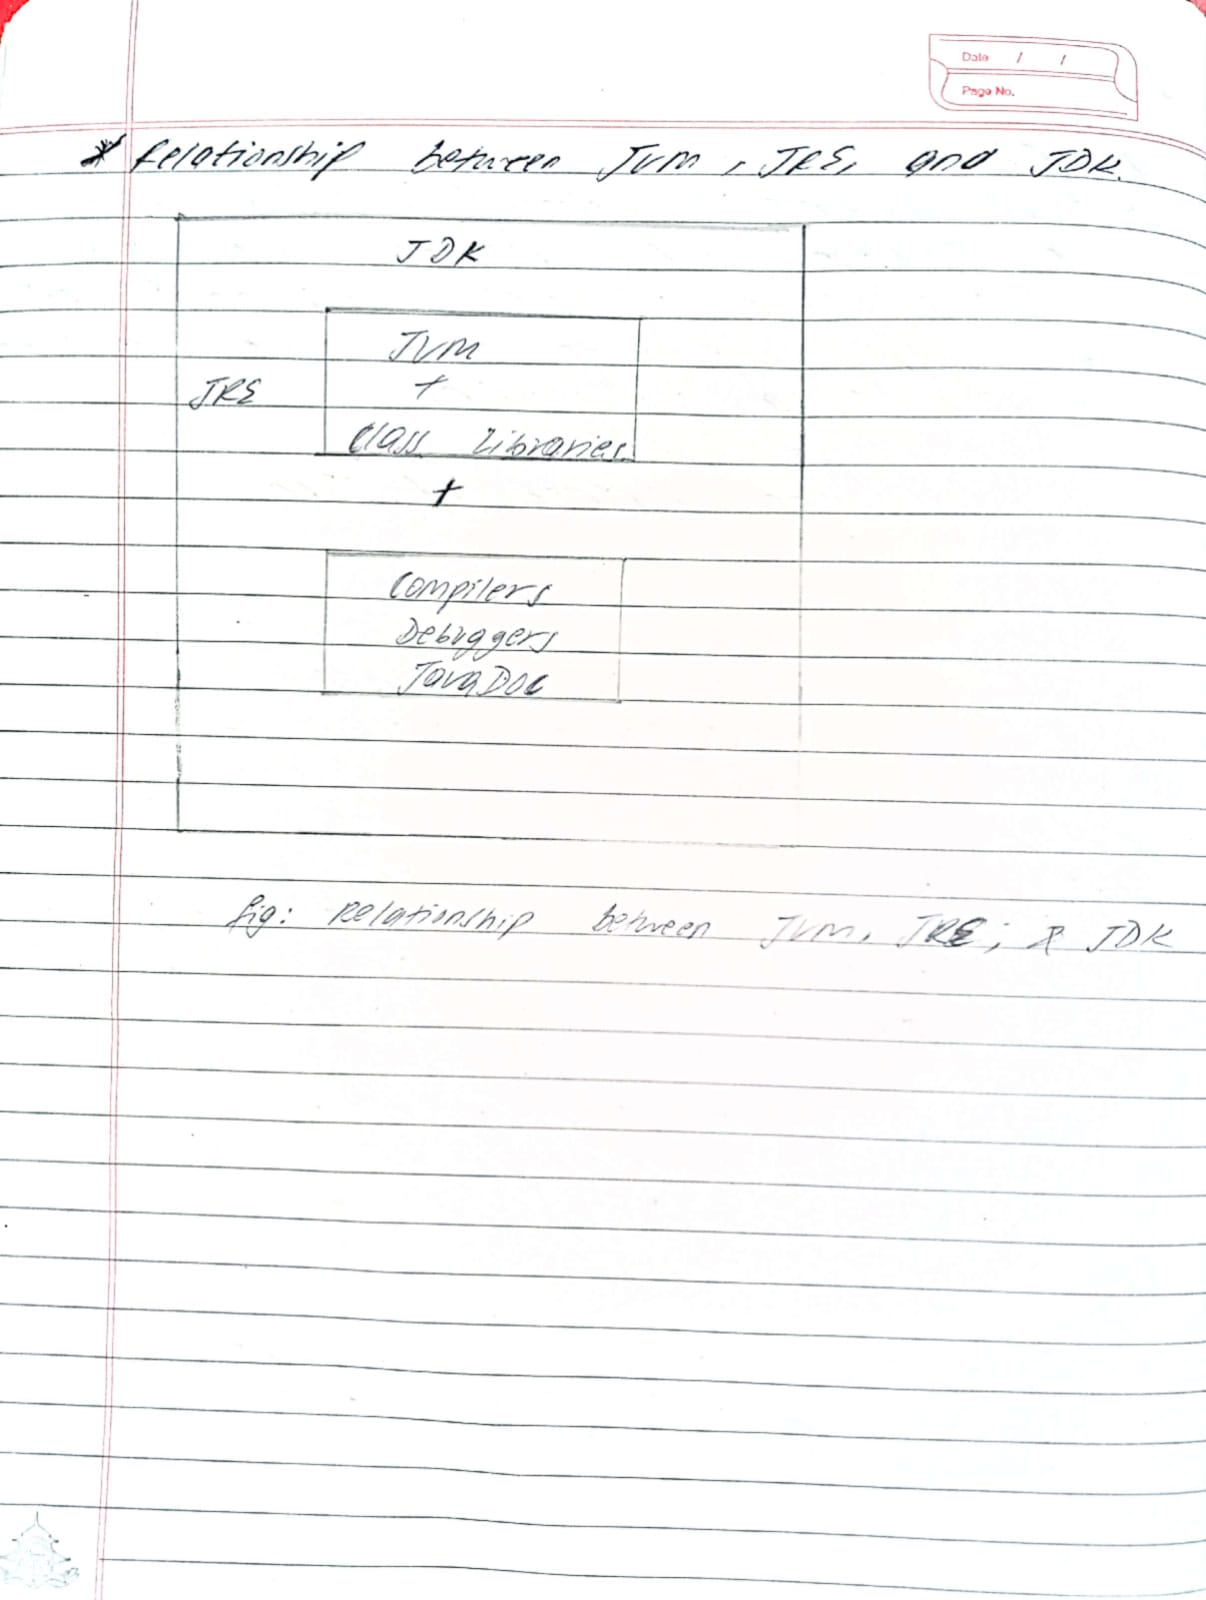 Date / /
Page No.
* Relationship between JVM, JRE, and JDK.
JDK
JVM
JRE +
Class Libraries
+
Compilers
Debuggers
JavaDoc
fig: Relationship between JVM, JRE, & JDK